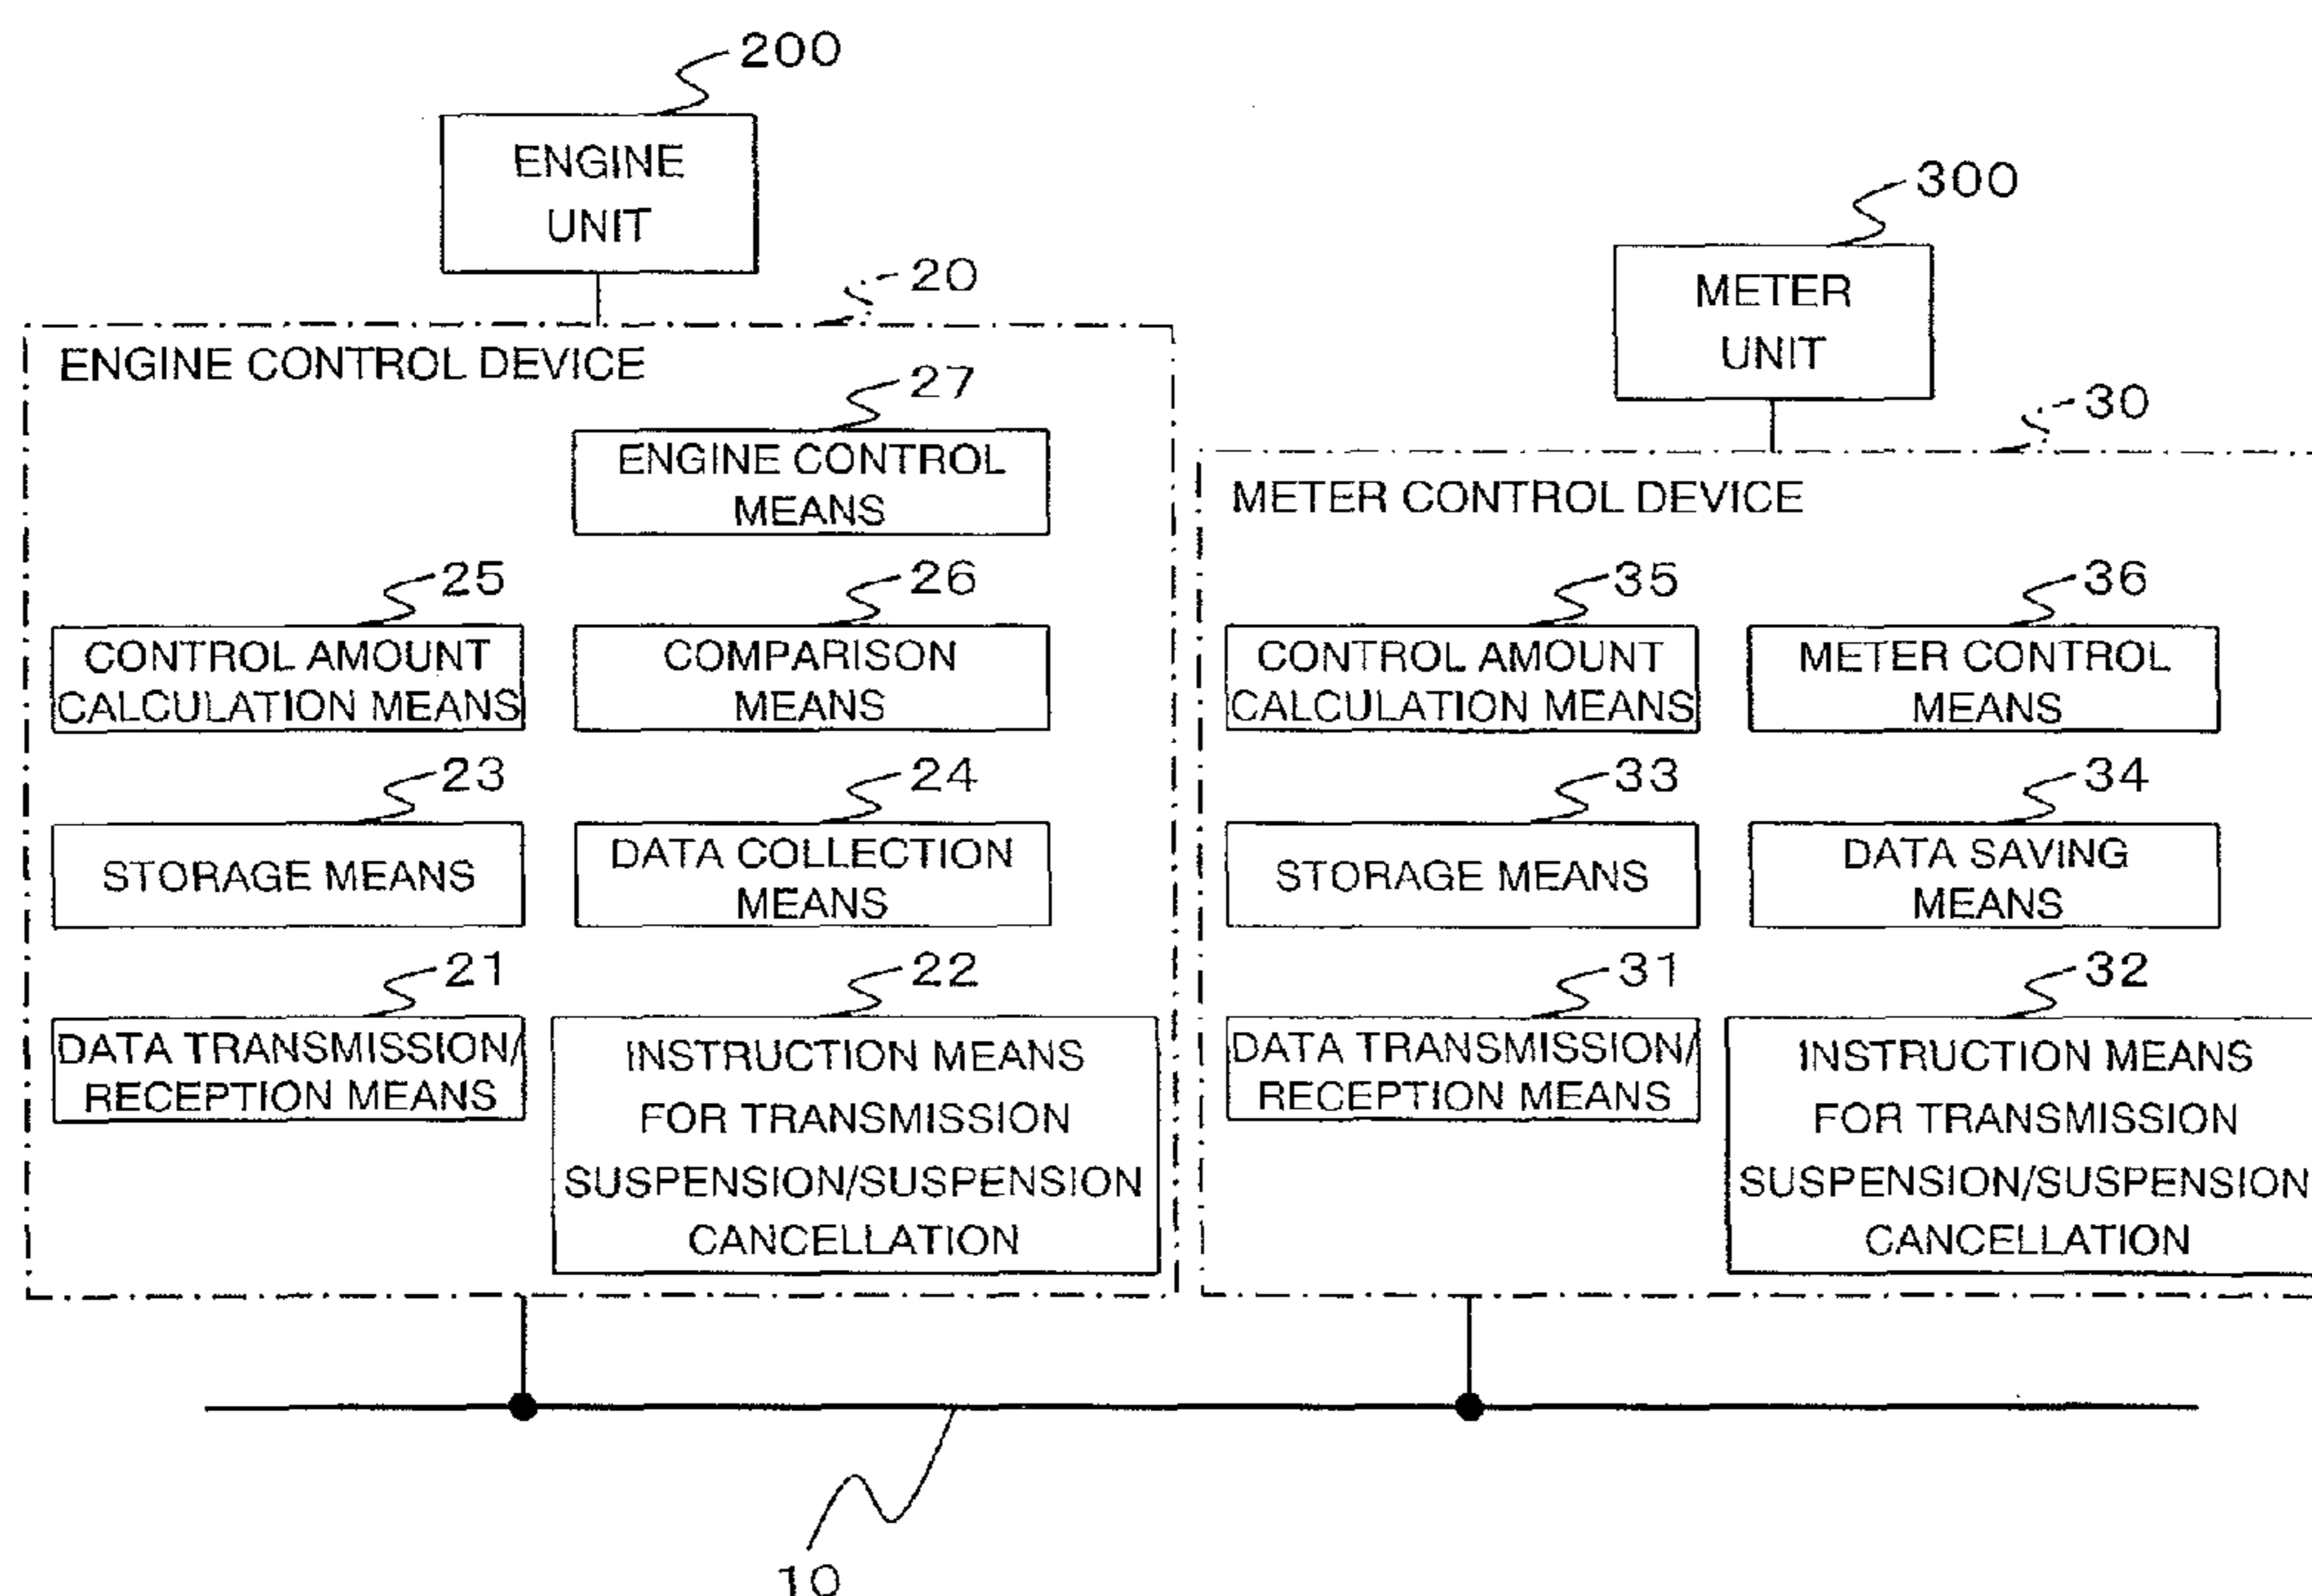 200
ENGINE
UNIT
300
METER
UNIT
20
ENGINE CONTROL DEVICE
27
ENGINE CONTROL
MEANS
25
CONTROL AMOUNT
CALCULATION MEANS
26
COMPARISON
MEANS
23
STORAGE MEANS
24
DATA COLLECTION
MEANS
21
DATA TRANSMISSION/
RECEPTION MEANS
22
INSTRUCTION MEANS
FOR TRANSMISSION
SUSPENSION/SUSPENSION
CANCELLATION
30
METER CONTROL DEVICE
35
CONTROL AMOUNT
CALCULATION MEANS
36
METER CONTROL
MEANS
33
STORAGE MEANS
34
DATA SAVING
MEANS
31
DATA TRANSMISSION/
RECEPTION MEANS
32
INSTRUCTION MEANS
FOR TRANSMISSION
SUSPENSION/SUSPENSION
CANCELLATION
10